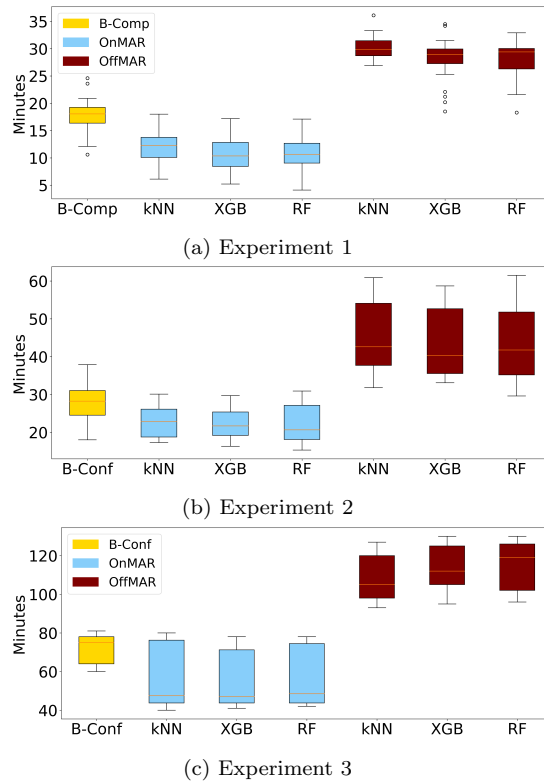 B-Comp
OnMAR
OffMAR
Minutes
35
30
25
20
15
10
5
B-Comp kNN XGB RF kNN XGB RF
(a) Experiment 1
Minutes
60
50
40
30
20
B-Conf kNN XGB RF kNN XGB RF
(b) Experiment 2
B-Conf
OnMAR
OffMAR
Minutes
120
100
80
60
40
B-Conf kNN XGB RF kNN XGB RF
(c) Experiment 3